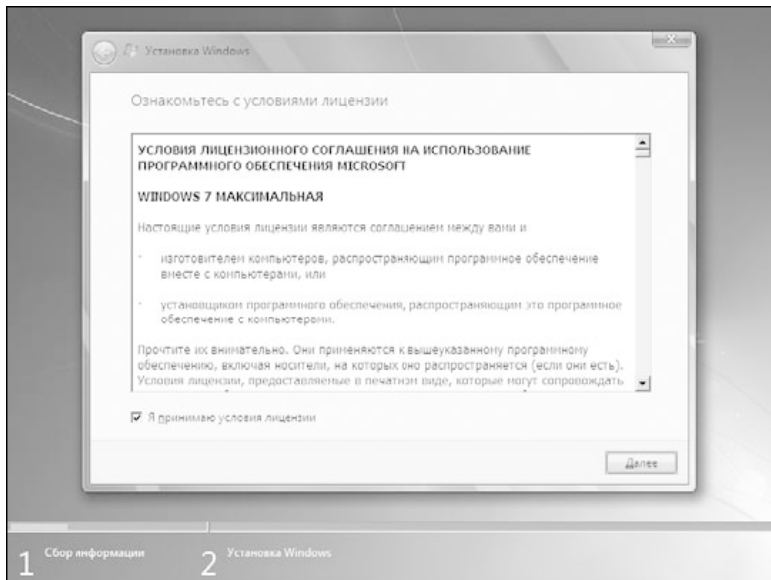 Установка Windows
Ознакомьтесь с условиями лицензии
УСЛОВИЯ ЛИЦЕНЗИОННОГО СОГЛАШЕНИЯ НА ИСПОЛЬЗОВАНИЕ
ПРОГРАММНОГО ОБЕСПЕЧЕНИЯ MICROSOFT
WINDOWS 7 МАКСИМАЛЬНАЯ
Настоящие условия лицензии являются соглашением между вами и
· изготовителем компьютеров, распространяющим программное обеспечение
вместе с компьютерами, или
· установщиком программного обеспечения, распространяющим это программное
обеспечение с компьютерами.
Прочтите их внимательно. Они применяются к вышеуказанному программному
обеспечению, включая носители, на которых оно распространяется (если они есть).
Условия лицензии, предоставляемые в печатном виде, которые могут сопровождать
Я принимаю условия лицензии
Далее
1 Сбор информации
2 Установка Windows